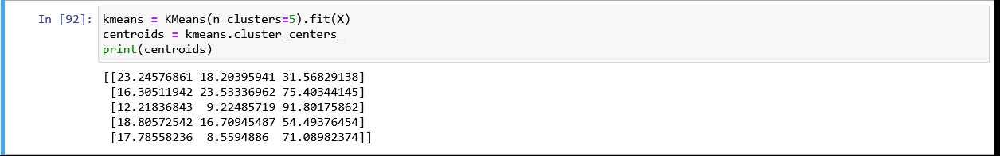 In [92]: kmeans = KMeans(n_clusters=5).fit(X)
centroids = kmeans.cluster_centers_
print(centroids)
[[23.24576861 18.20395941 31.56829138]
 [16.30511942 23.53336962 75.40344145]
 [12.21836843  9.22485719 91.80175862]
 [18.80572542 16.70945487 54.49376454]
 [17.78558236  8.5594886  71.08982374]]